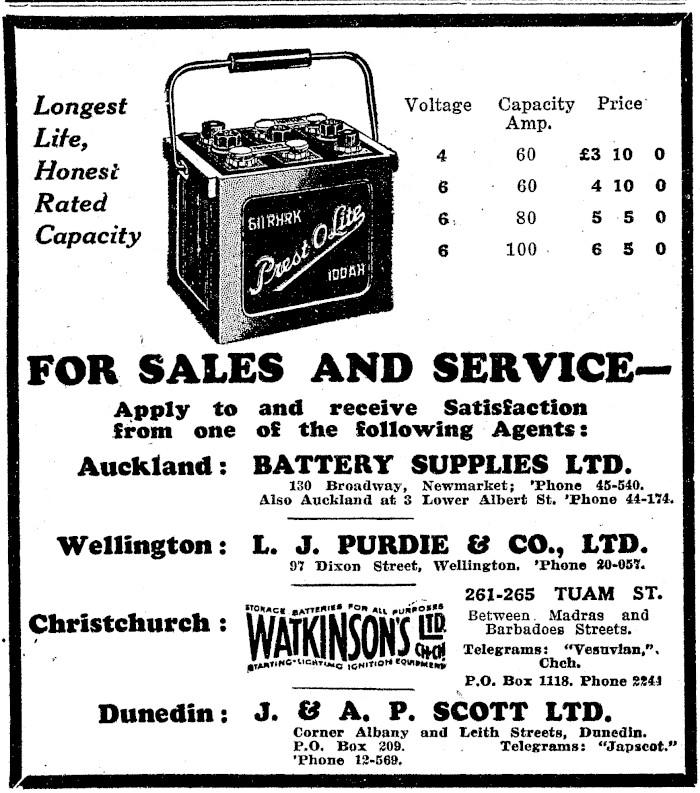 Longest
Life,
Honest
Rated
Capacity
611RHRK
Prest-O-Lite
100AH
Voltage Capacity Amp. Price
4 60 £3 10 0
6 60 4 10 0
6 80 5 5 0
6 100 6 5 0
FOR SALES AND SERVICE—
Apply to and receive Satisfaction
from one of the following Agents:
Auckland: BATTERY SUPPLIES LTD.
130 Broadway, Newmarket; 'Phone 45-540.
Also Auckland at 3 Lower Albert St. 'Phone 44-174.
Wellington: L. J. PURDIE & CO., LTD.
97 Dixon Street, Wellington. 'Phone 20-057.
Christchurch:
STORAGE BATTERIES FOR ALL PURPOSES
WATKINSON'S LTD. CH-CH
STARTING-LIGHTING IGNITION EQUIPMENT
261-265 TUAM ST.
Between Madras and
Barbadoes Streets.
Telegrams: "Vesuvian,"
Chch.
P.O. Box 1118. Phone 2241
Dunedin: J. & A. P. SCOTT LTD.
Corner Albany and Leith Streets, Dunedin.
P.O. Box 209. Telegrams: "Japscot."
'Phone 12-569.